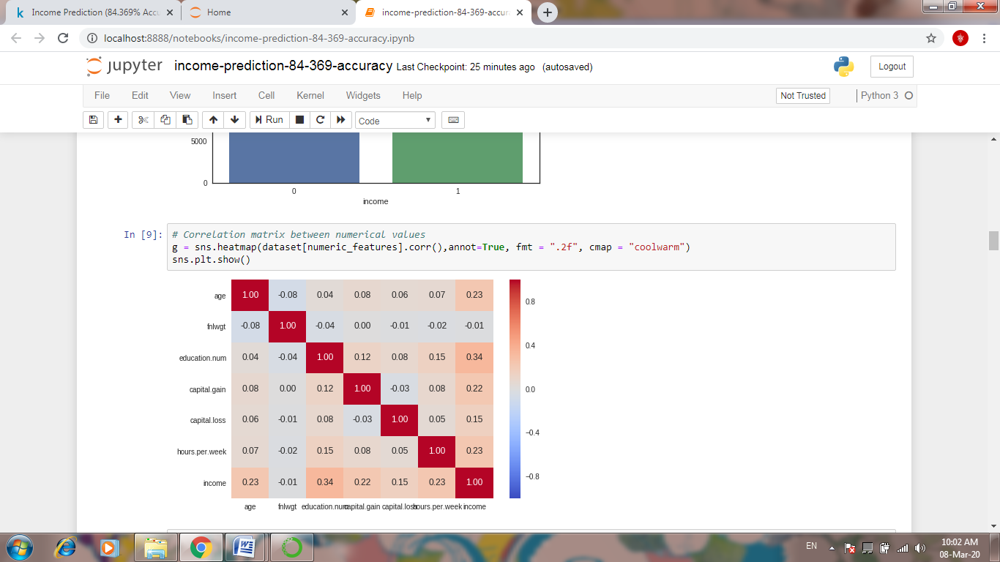 Income Prediction (84.369% Accu
Home
income-prediction-84-369-accura
localhost:8888/notebooks/income-prediction-84-369-accuracy.ipynb
jupyter income-prediction-84-369-accuracy Last Checkpoint: 25 minutes ago (autosaved)
Logout
File Edit View Insert Cell Kernel Widgets Help
Not Trusted
Python 3
Run
Code
5000
0
0 1
income
In [9]:
# Correlation matrix between numerical values
g = sns.heatmap(dataset[numeric_features].corr(),annot=True, fmt = ".2f", cmap = "coolwarm")
sns.plt.show()
age 1.00 -0.08 0.04 0.08 0.06 0.07 0.23
fnlwgt -0.08 1.00 -0.04 0.00 -0.01 -0.02 -0.01
education.num 0.04 -0.04 1.00 0.12 0.08 0.15 0.34
capital.gain 0.08 0.00 0.12 1.00 -0.03 0.08 0.22
capital.loss 0.06 -0.01 0.08 -0.03 1.00 0.05 0.15
hours.per.week 0.07 -0.02 0.15 0.08 0.05 1.00 0.23
income 0.23 -0.01 0.34 0.22 0.15 0.23 1.00
age fnlwgt education.num capital.gain capital.loss hours.per.week income
0.8
0.4
0.0
−0.4
−0.8
EN
10:02 AM
08-Mar-20